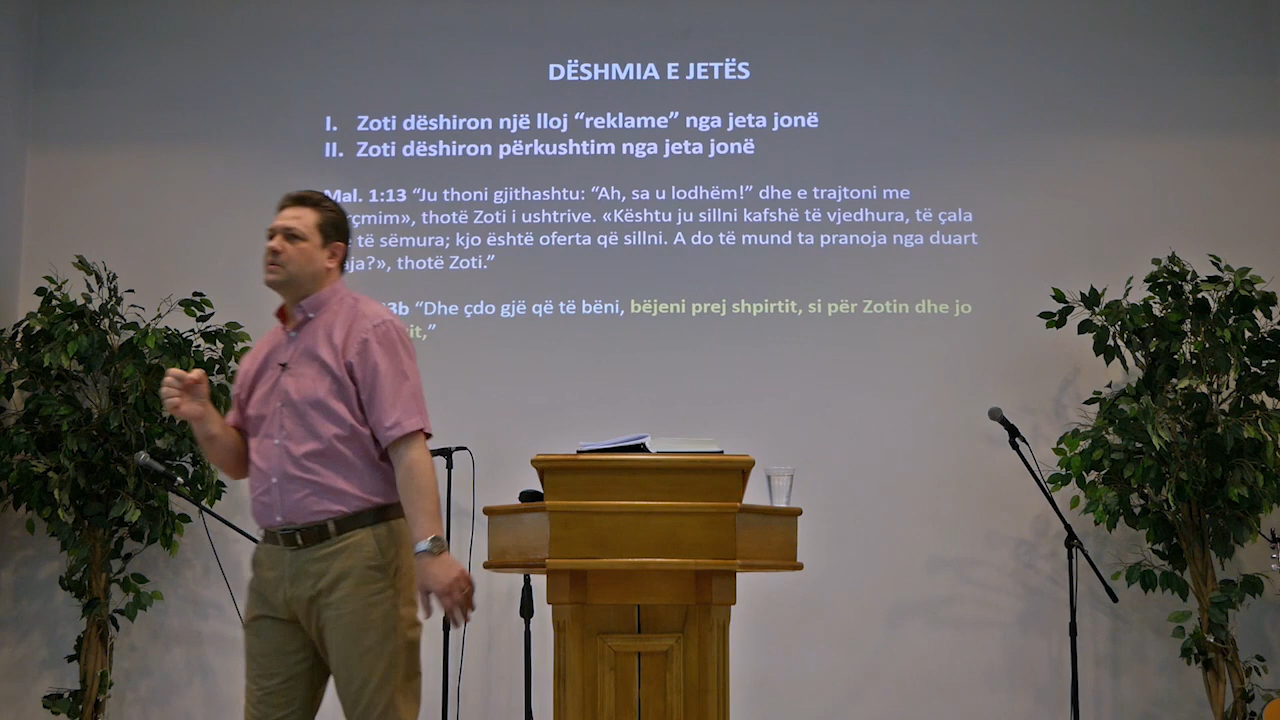 DËSHMIA E JETËS
I. Zoti dëshiron një lloj “reklame” nga jeta jonë
II. Zoti dëshiron përkushtim nga jeta jonë
Mal. 1:13 “Ju thoni gjithashtu: “Ah, sa u lodhëm!” dhe e trajtoni me
thotë Zoti i ushtrive. «Kështu ju sillni kafshë të vjedhura, të çala
të sëmura; kjo është oferta që sillni. A do të mund ta pranoja nga duart
thotë Zoti.”
“Dhe çdo gjë që të bëni, bëjeni prej shpirtit, si për Zotin dhe jo